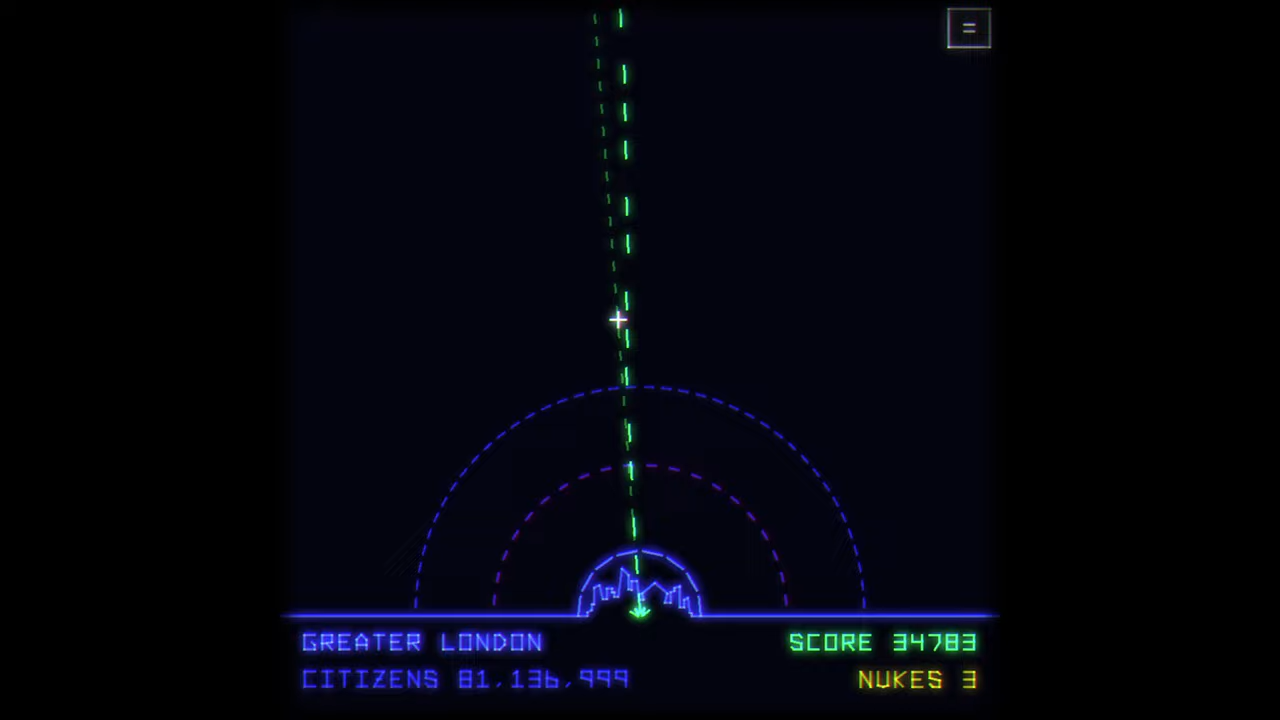 =
GREATER LONDON
SCORE 34783
CITIZENS 81,136,999
NUKES 3